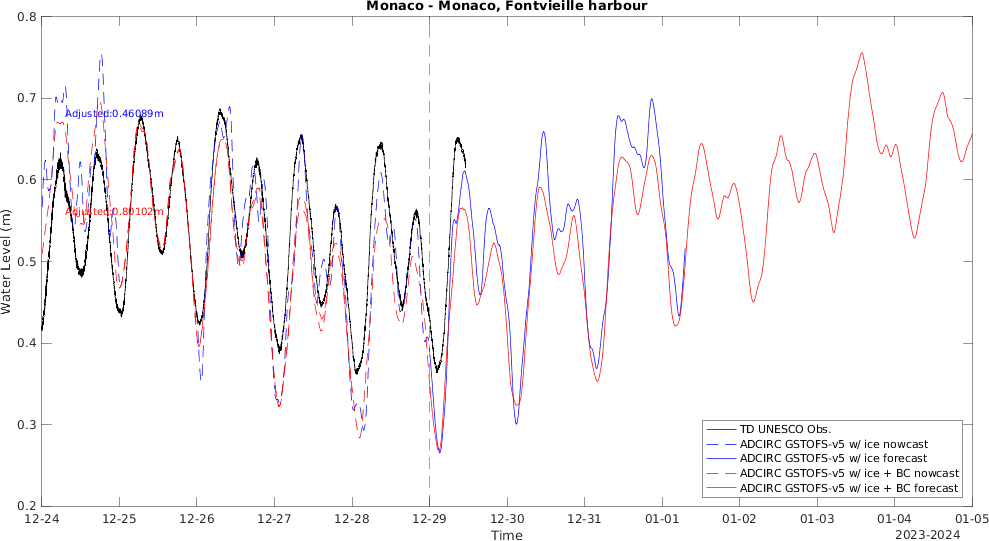 Monaco - Monaco, Fontvieille harbour
0.8
0.7
0.6
0.5
0.4
0.3
0.2
Water Level (m)
Adjusted:0.46089m
Adjusted:0.80102m
TD UNESCO Obs.
ADCIRC GSTOFS-v5 w/ ice nowcast
ADCIRC GSTOFS-v5 w/ ice forecast
ADCIRC GSTOFS-v5 w/ ice + BC nowcast
ADCIRC GSTOFS-v5 w/ ice + BC forecast
12-24 12-25 12-26 12-27 12-28 12-29 12-30 12-31 01-01 01-02 01-03 01-04 01-05
Time
2023-2024